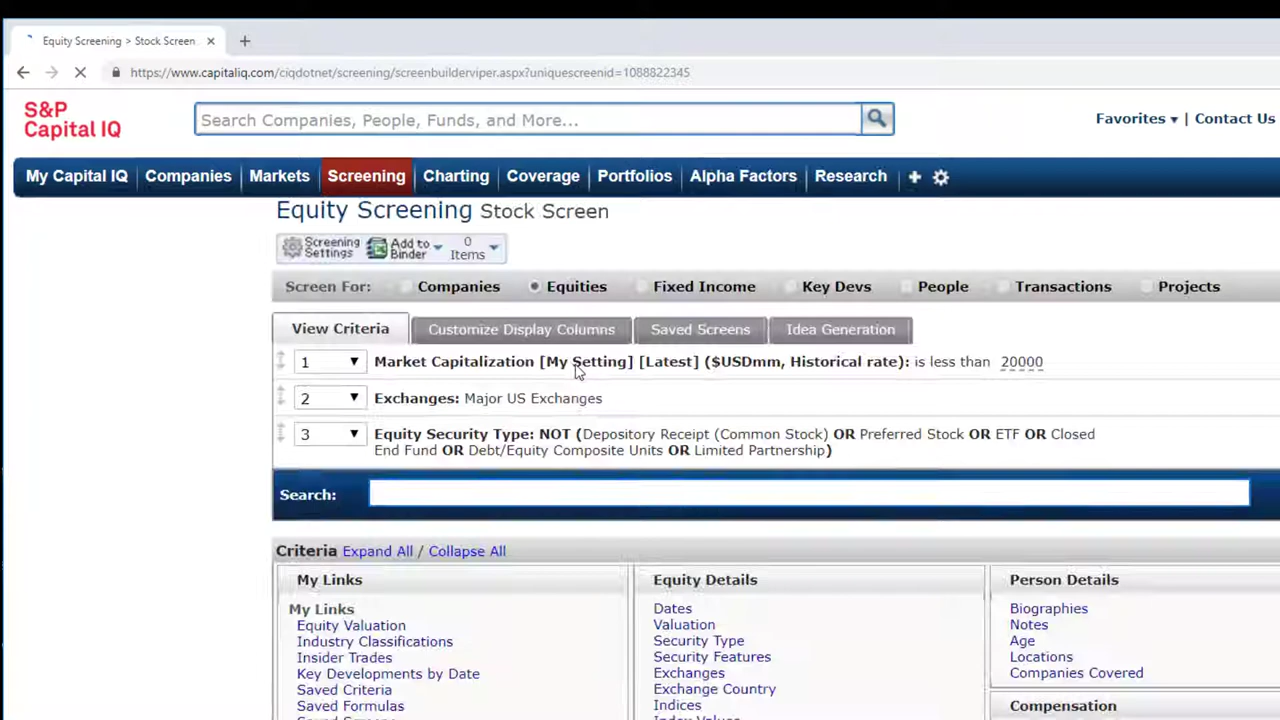 Equity Screening > Stock Screen
https://www.capitaliq.com/ciqdotnet/screening/screenbuilderviper.aspx?uniquescreenid=1088822345
S&P
Capital IQ
Search Companies, People, Funds, and More...
Favorites | Contact Us
My Capital IQ Companies Markets Screening Charting Coverage Portfolios Alpha Factors Research
Equity Screening Stock Screen
Screening
Settings
Add to
Binder
0
Items
Screen For: Companies Equities Fixed Income Key Devs People Transactions Projects
View Criteria Customize Display Columns Saved Screens Idea Generation
1 Market Capitalization [My Setting] [Latest] ($USDmm, Historical rate): is less than 20000
2 Exchanges: Major US Exchanges
3 Equity Security Type: NOT (Depository Receipt (Common Stock) OR Preferred Stock OR ETF OR Closed
End Fund OR Debt/Equity Composite Units OR Limited Partnership)
Search:
Criteria Expand All / Collapse All
My Links
My Links
Equity Valuation
Industry Classifications
Insider Trades
Key Developments by Date
Saved Criteria
Saved Formulas
Equity Details
Dates
Valuation
Security Type
Security Features
Exchanges
Exchange Country
Indices
Person Details
Biographies
Notes
Age
Locations
Companies Covered
Compensation